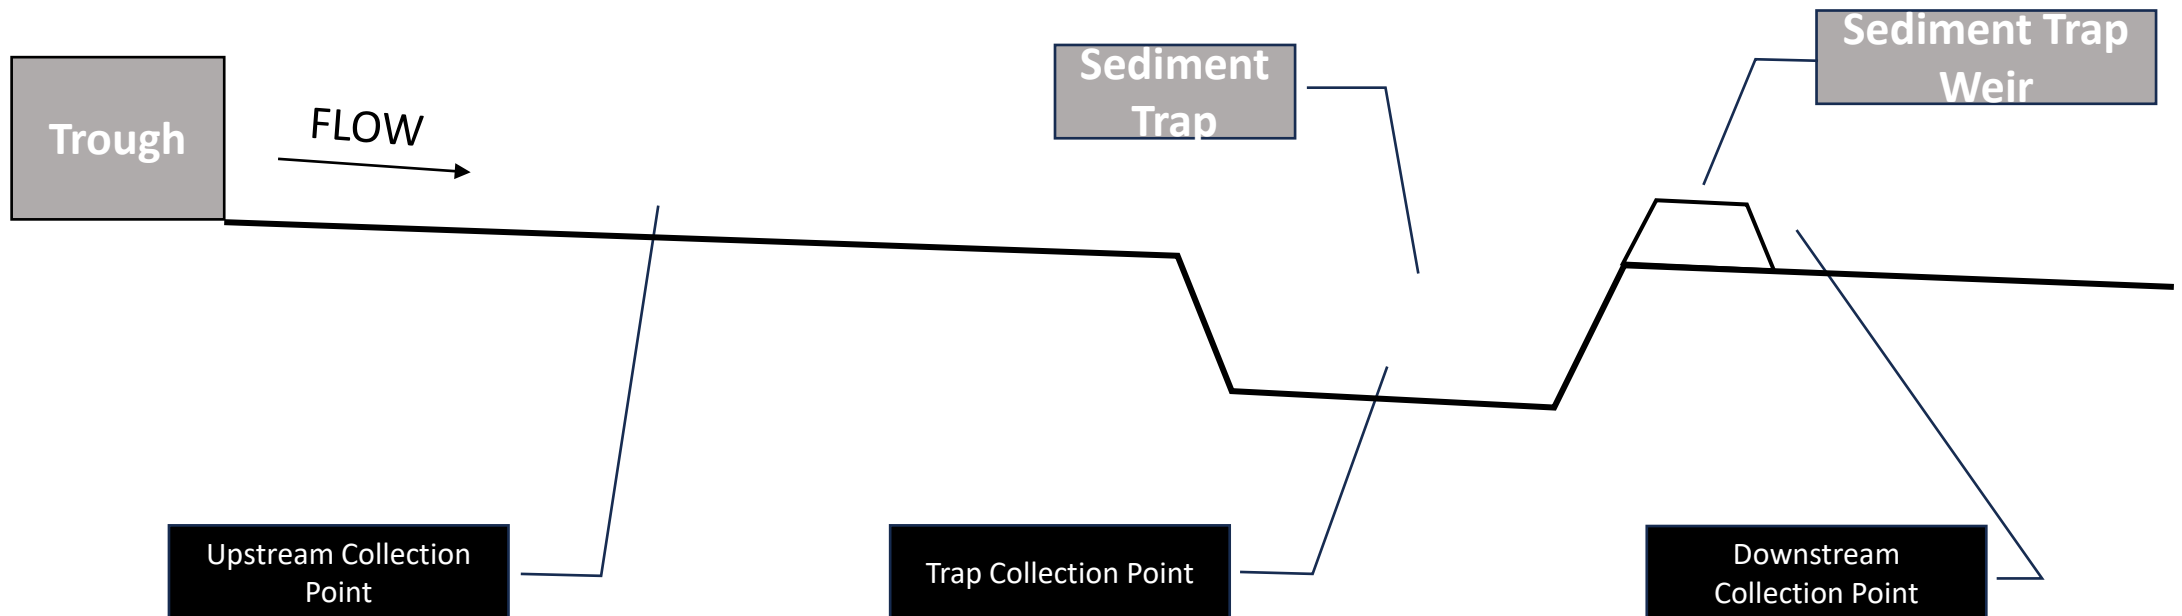 Trough
FLOW
Sediment
Trap
Sediment Trap
Weir
Upstream Collection
Point
Trap Collection Point
Downstream
Collection Point